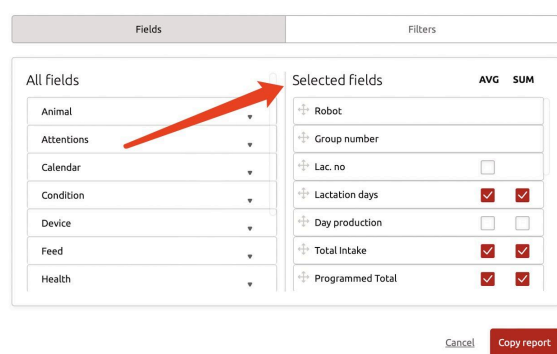 Fields Filters
All fields
Animal
Attentions
Calendar
Condition
Device
Feed
Health
Selected fields AVG SUM
Robot
Group number
Lac. no
Lactation days
Day production
Total Intake
Programmed Total
Cancel Copy report